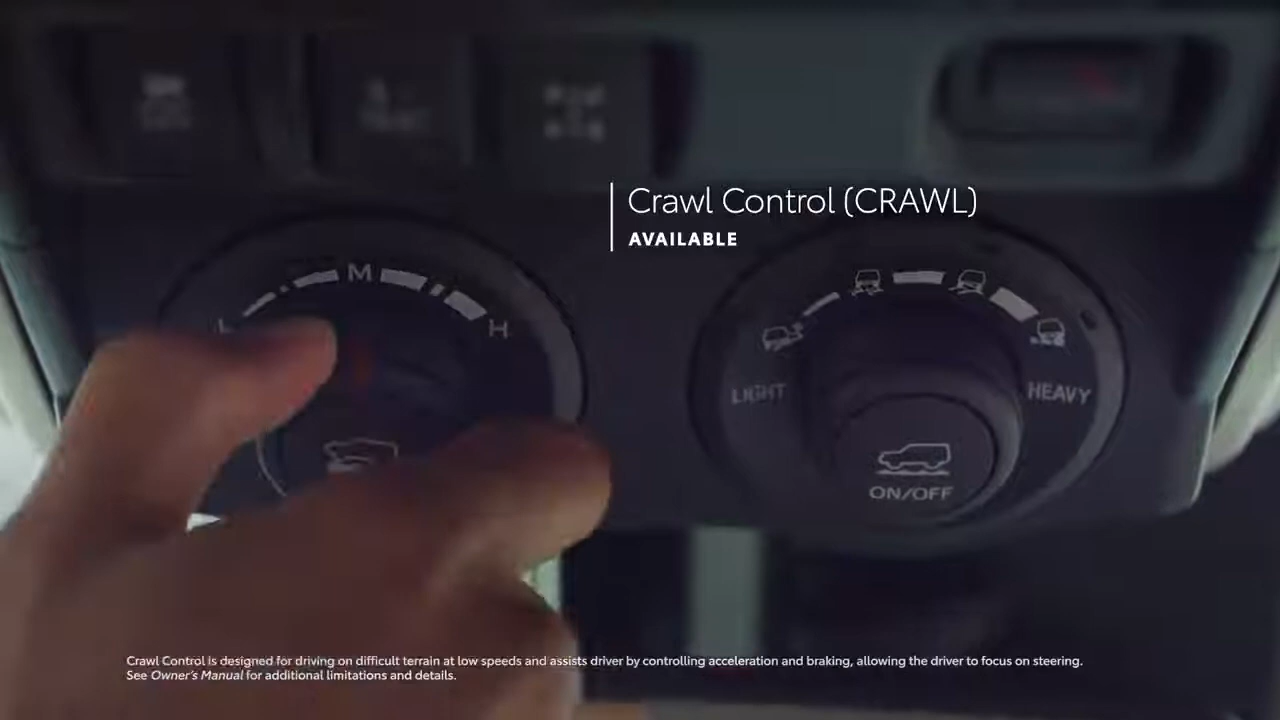 Crawl Control (CRAWL)
AVAILABLE
M
H
LIGHT
HEAVY
ON/OFF
Crawl Control is designed for driving on difficult terrain at low speeds and assists driver by controlling acceleration and braking, allowing the driver to focus on steering.
See Owner's Manual for additional limitations and details.